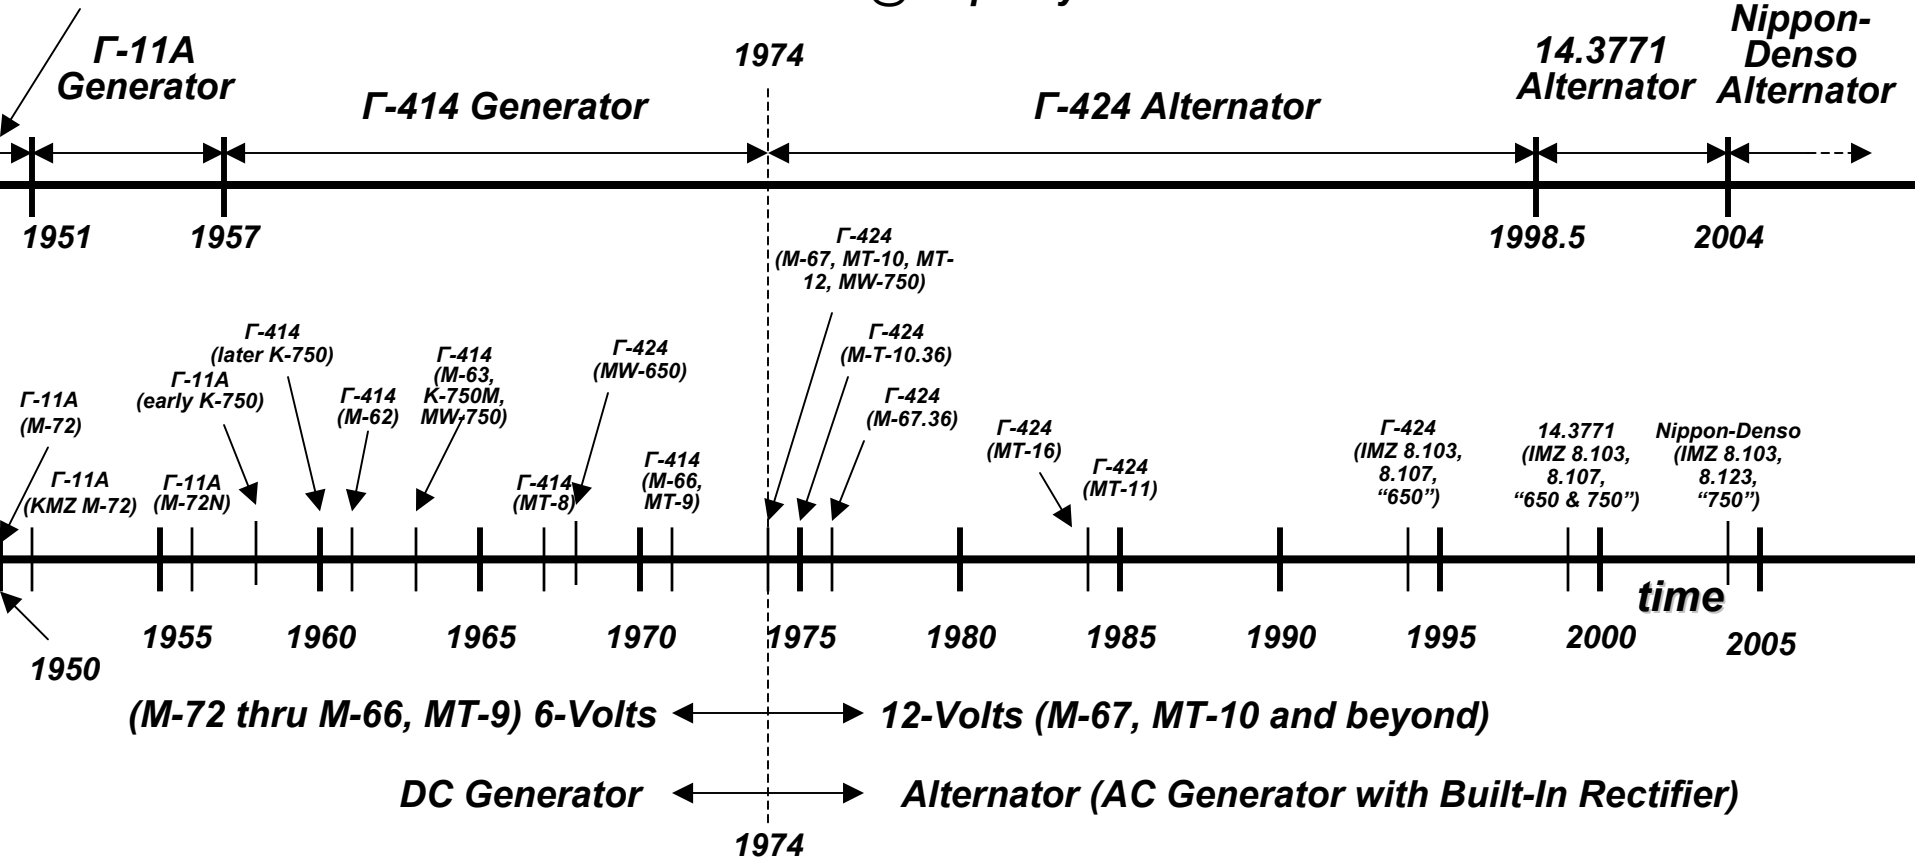 Г-11А
Generator
Г-414 Generator
1974
Г-424 Alternator
14.3771
Alternator
Nippon-
Denso
Alternator
1951
1957
1998.5
2004
Г-424
(M-67, MT-10, MT-
12, MW-750)
Г-414
(later K-750)
Г-11А
(early K-750)
Г-414
(M-62)
Г-414
(M-63,
K-750M,
MW-750)
Г-424
(MW-650)
Г-424
(M-T-10.36)
Г-424
(M-67.36)
Г-11А
(M-72)
Г-11А
(KMZ M-72)
Г-11А
(M-72N)
Г-414
(MT-8)
Г-414
(M-66,
MT-9)
Г-424
(MT-16)
Г-424
(MT-11)
Г-424
(IMZ 8.103,
8.107,
“650”)
14.3771
(IMZ 8.103,
8.107,
“650 & 750”)
Nippon-Denso
(IMZ 8.103,
8.123,
“750”)
time
1950
1955
1960
1965
1970
1975
1980
1985
1990
1995
2000
2005
(M-72 thru M-66, MT-9) 6-Volts
12-Volts (M-67, MT-10 and beyond)
DC Generator
Alternator (AC Generator with Built-In Rectifier)
1974